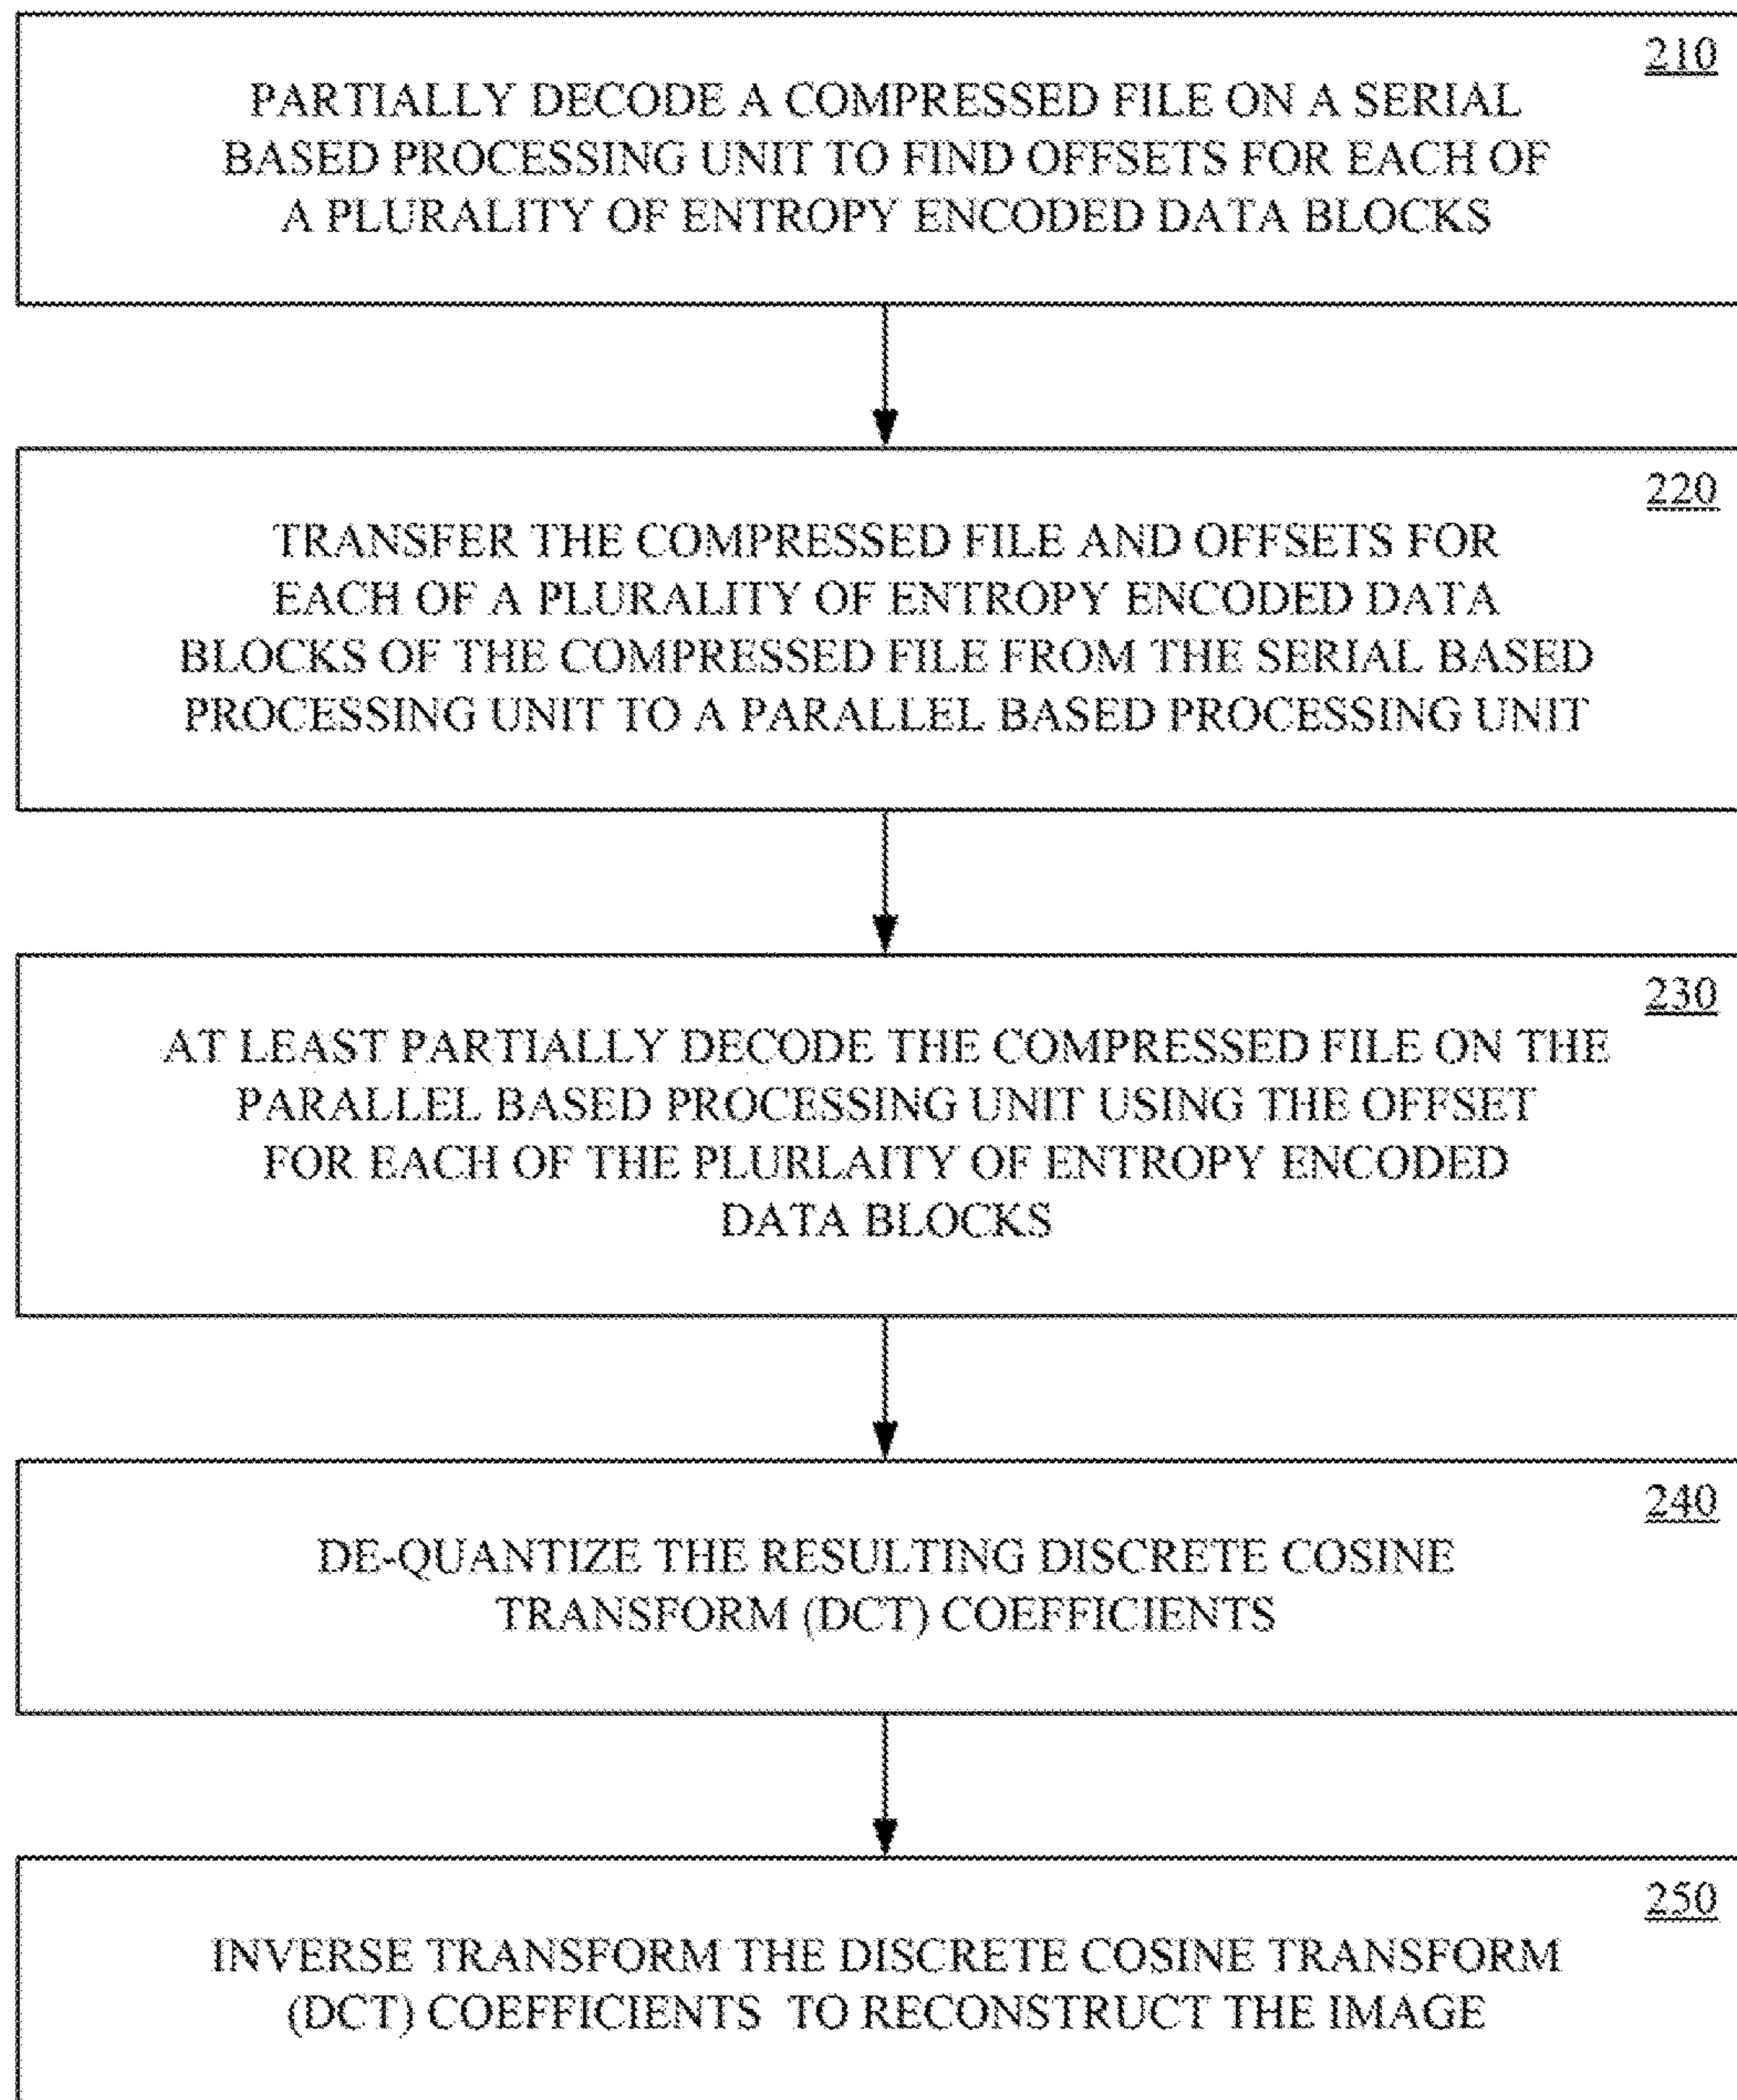 210
PARTIALLY DECODE A COMPRESSED FILE ON A SERIAL
BASED PROCESSING UNIT TO FIND OFFSETS FOR EACH OF
A PLURALITY OF ENTROPY ENCODED DATA BLOCKS
220
TRANSFER THE COMPRESSED FILE AND OFFSETS FOR
EACH OF A PLURALITY OF ENTROPY ENCODED DATA
BLOCKS OF THE COMPRESSED FILE FROM THE SERIAL BASED
PROCESSING UNIT TO A PARALLEL BASED PROCESSING UNIT
230
AT LEAST PARTIALLY DECODE THE COMPRESSED FILE ON THE
PARALLEL BASED PROCESSING UNIT USING THE OFFSET
FOR EACH OF THE PLURLAITY OF ENTROPY ENCODED
DATA BLOCKS
240
DE-QUANTIZE THE RESULTING DISCRETE COSINE
TRANSFORM (DCT) COEFFICIENTS
250
INVERSE TRANSFORM THE DISCRETE COSINE TRANSFORM
(DCT) COEFFICIENTS TO RECONSTRUCT THE IMAGE